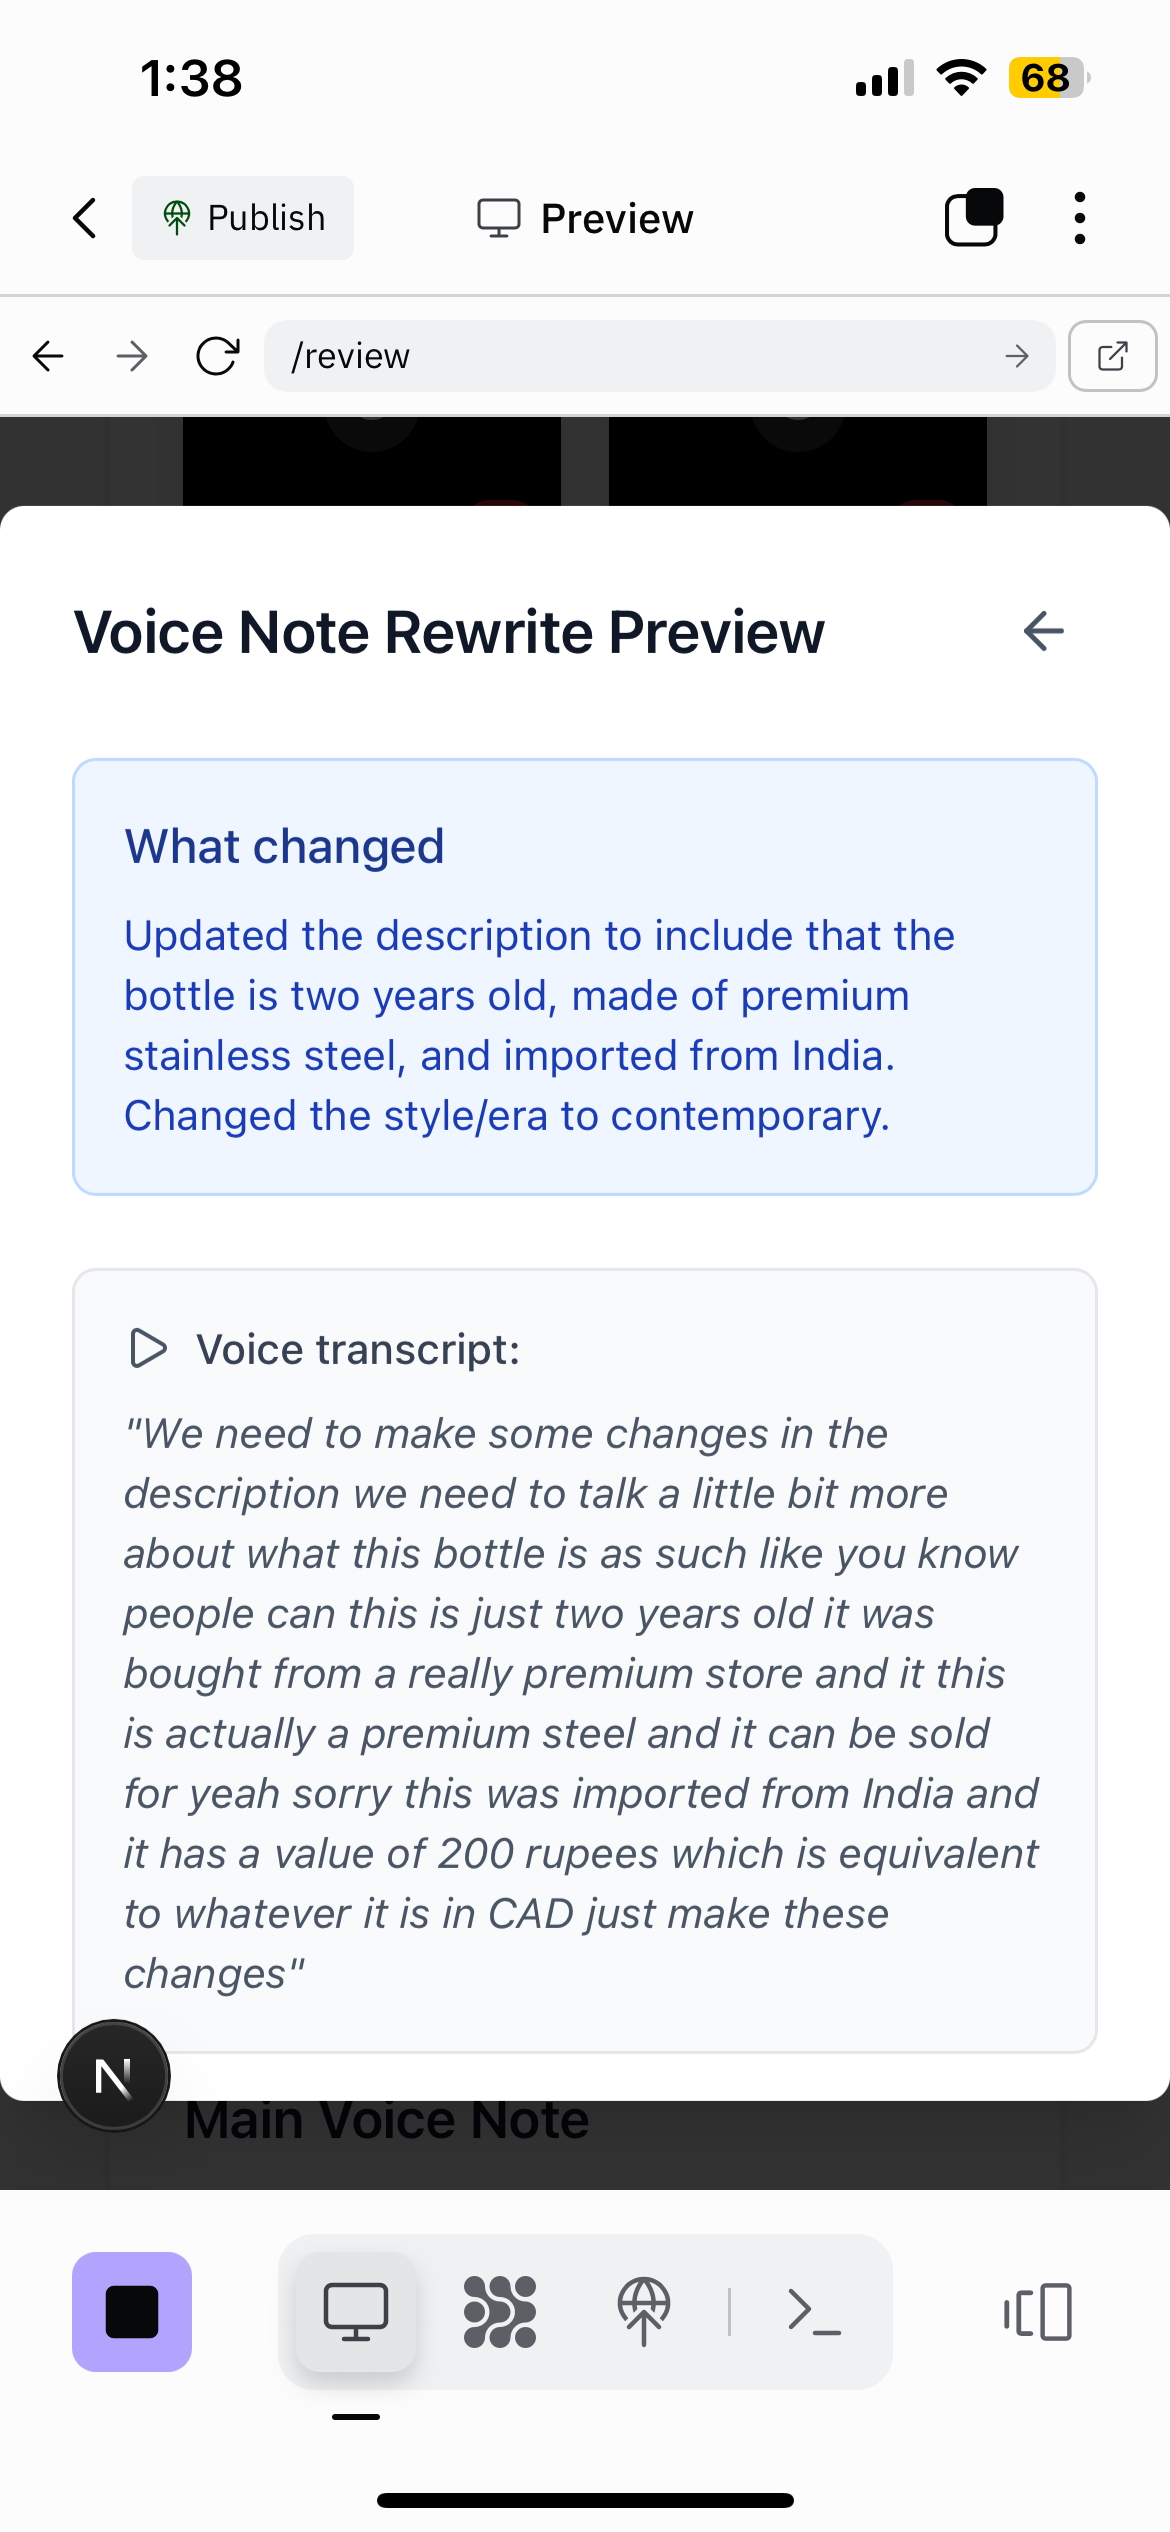 1:38
68
Publish
Preview
/review
Voice Note Rewrite Preview
What changed
Updated the description to include that the
bottle is two years old, made of premium
stainless steel, and imported from India.
Changed the style/era to contemporary.
Voice transcript:
"We need to make some changes in the
description we need to talk a little bit more
about what this bottle is as such like you know
people can this is just two years old it was
bought from a really premium store and it this
is actually a premium steel and it can be sold
for yeah sorry this was imported from India and
it has a value of 200 rupees which is equivalent
to whatever it is in CAD just make these
changes"
N
Main Voice Note